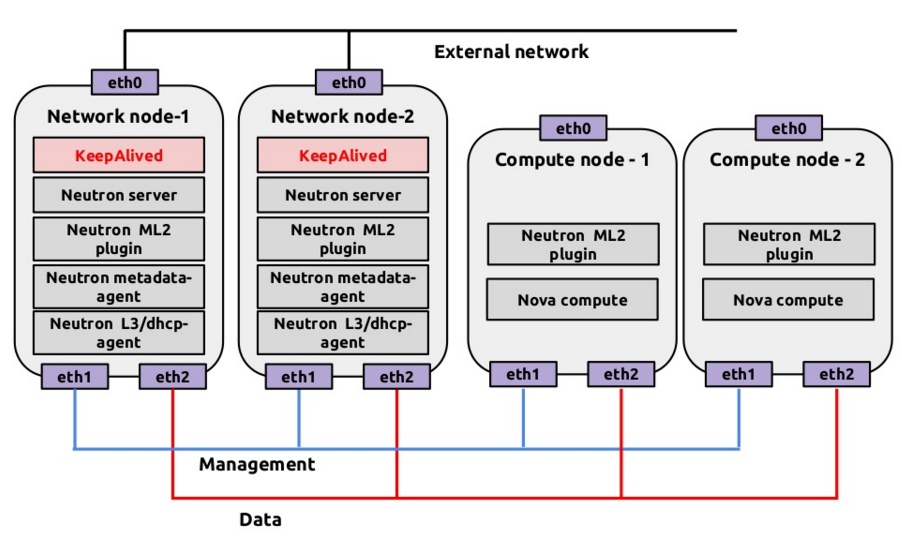 External network
eth0
eth0
Network node-1
Network node-2
eth0
eth0
KeepAlived
KeepAlived
Compute node - 1
Compute node - 2
Neutron server
Neutron server
Neutron ML2
plugin
Neutron ML2
plugin
Neutron ML2
plugin
Neutron ML2
plugin
Neutron metadata-
agent
Neutron metadata-
agent
Nova compute
Nova compute
Neutron L3/dhcp-
agent
Neutron L3/dhcp-
agent
eth1
eth2
eth1
eth2
eth1
eth2
eth1
eth2
Management
Data